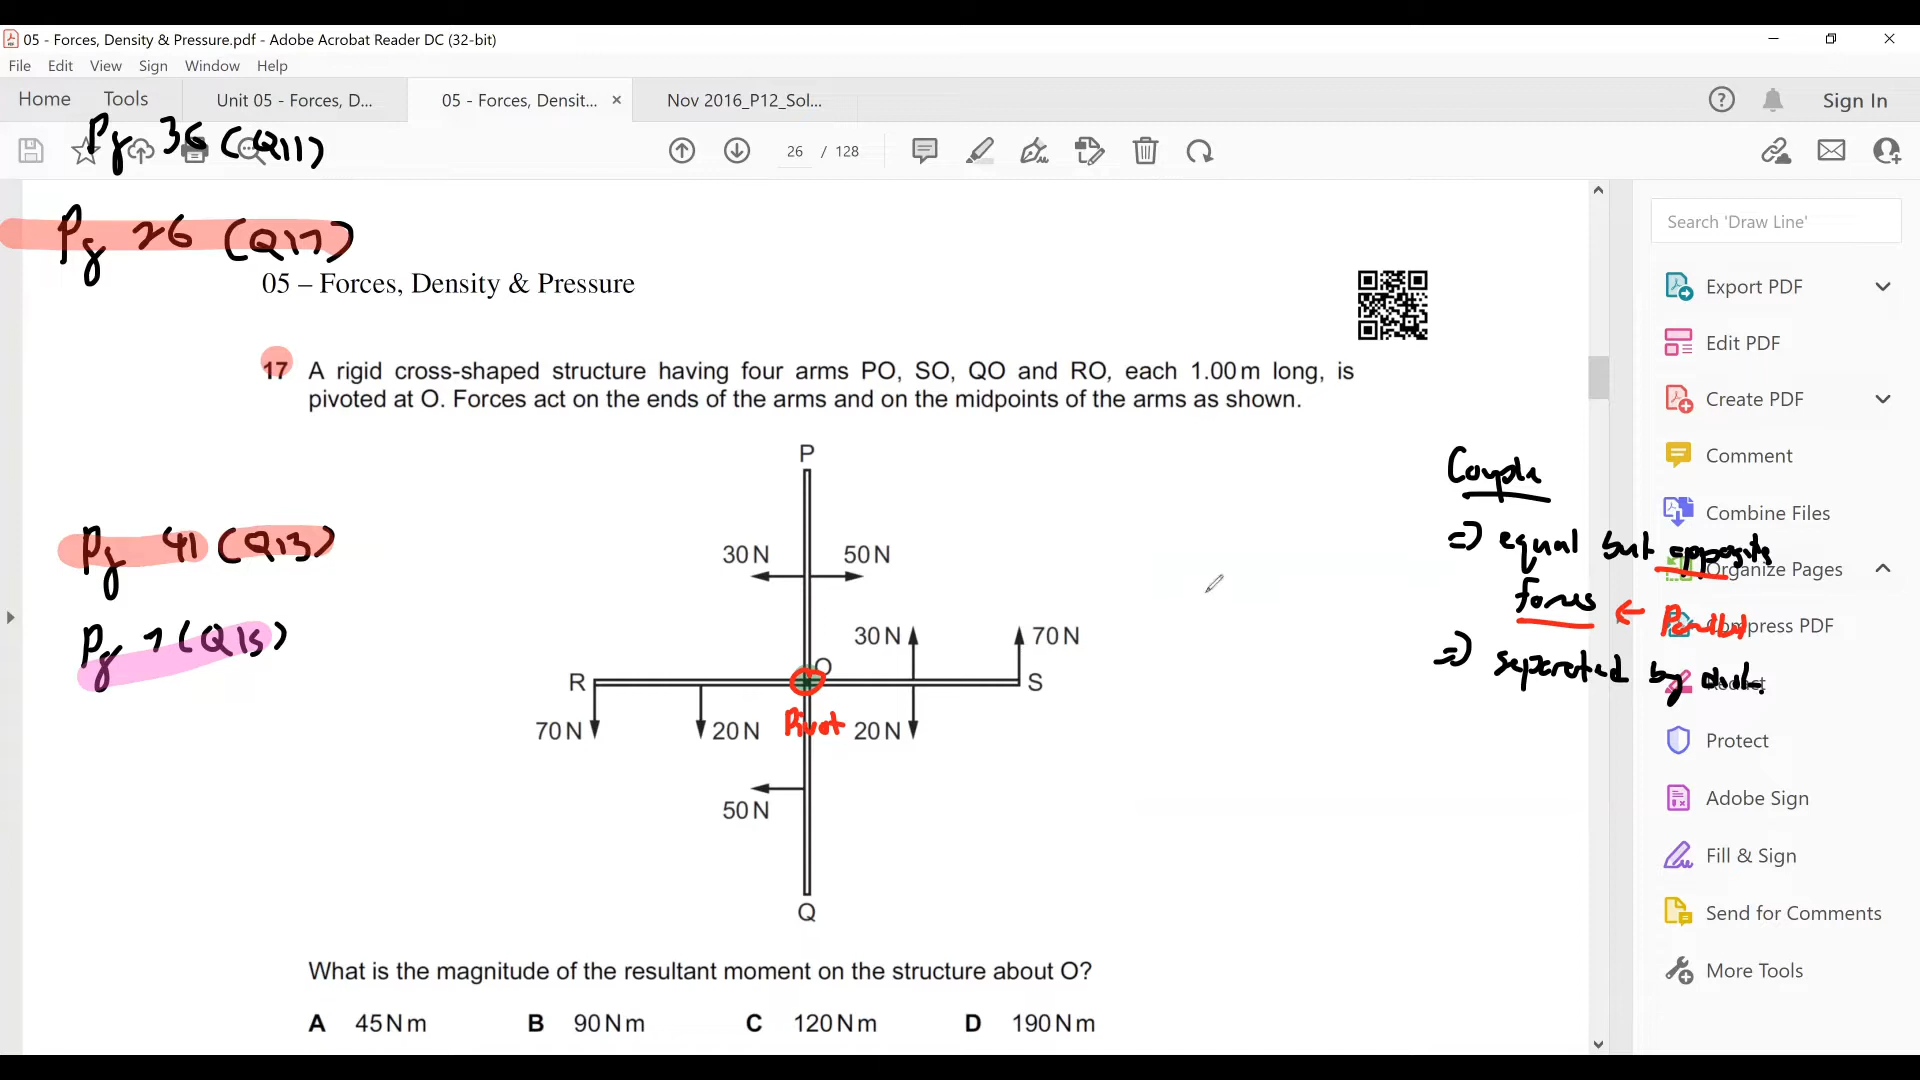 05 - Forces, Density & Pressure.pdf - Adobe Acrobat Reader DC (32-bit)
File Edit View Sign Window Help
Home Tools Unit 05 - Forces, D... 05 - Forces, Densit... × Nov 2016_P12_Sol... Sign In
Pg 36 (Q11)
26 / 128
Pg 26 (Q17)
Search 'Draw Line'
05 – Forces, Density & Pressure
Export PDF
Edit PDF
17 A rigid cross-shaped structure having four arms PO, SO, QO and RO, each 1.00 m long, is
pivoted at O. Forces act on the ends of the arms and on the midpoints of the arms as shown.
Create PDF
Comment
Combine Files
Organize Pages
Compress PDF
Protect
Adobe Sign
Fill & Sign
Send for Comments
More Tools
Pg 41 (Q13)
Pg 7 (Q15)
P
30 N 50 N
30 N 70 N
O
R S
70 N 20 N Pivot 20 N
50 N
Q
Couple
⇒ equal but opposite
forces ←
⇒ separated by
What is the magnitude of the resultant moment on the structure about O?
A 45 N m B 90 N m C 120 N m D 190 N m